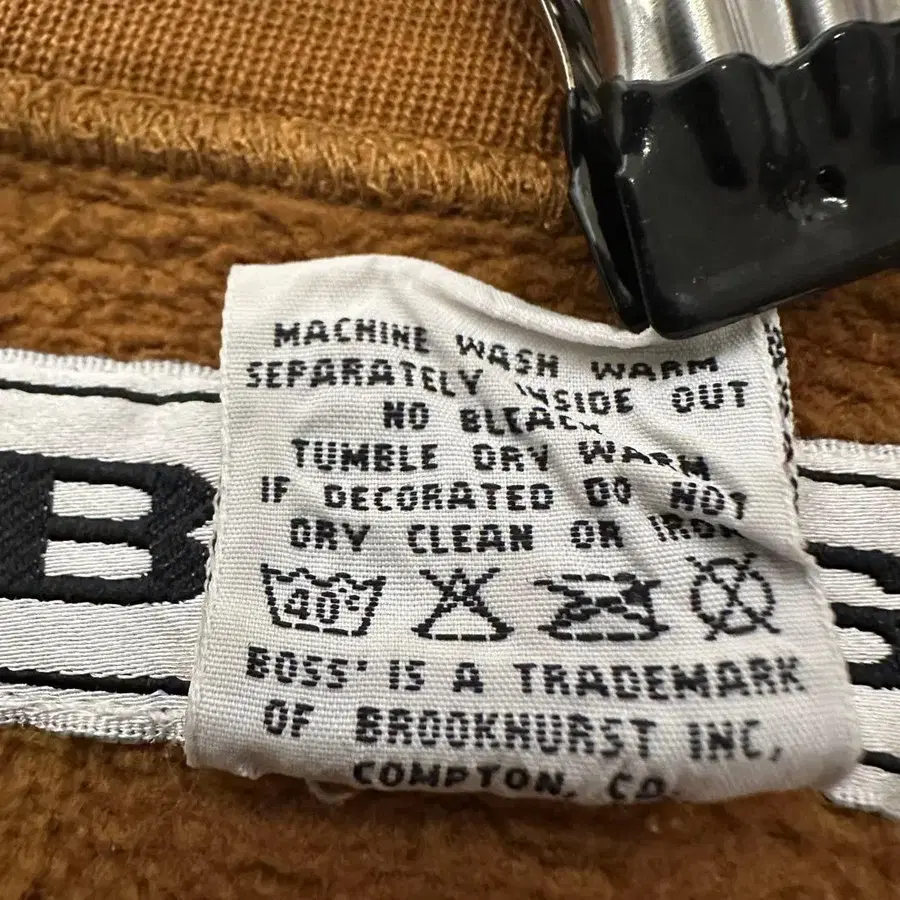 MACHINE WASH WARM
SEPARATELY INSIDE OUT
NO BLEACH
TUMBLE DRY WARM
IF DECORATED DO NOT
DRY CLEAN OR IRON
40°
BOSS' IS A TRADEMARK
OF BROOKHURST INC,
COMPTON, CA.
B